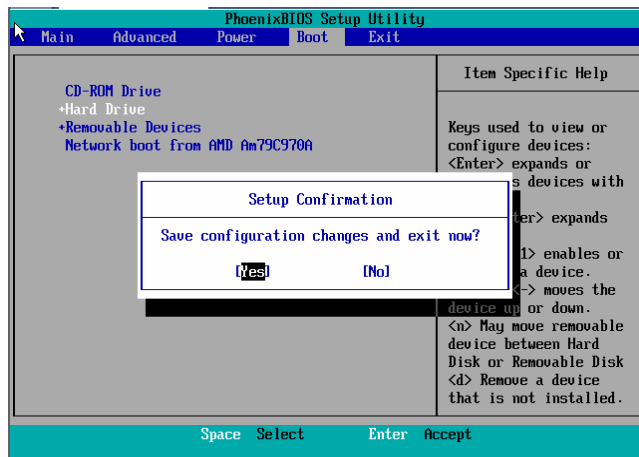 PhoenixBIOS Setup Utility
Main Advanced Power Boot Exit
CD-ROM Drive
+Hard Drive
+Removable Devices
Network boot from AMD Am79C970A
Setup Confirmation
Save configuration changes and exit now?
[Yes] [No]
Item Specific Help
Keys used to view or
configure devices:
<Enter> expands or
devices with
expands
enables or
a device.
moves the
device up or down.
<n> May move removable
device between Hard
Disk or Removable Disk
<d> Remove a device
that is not installed.
Space Select Enter Accept